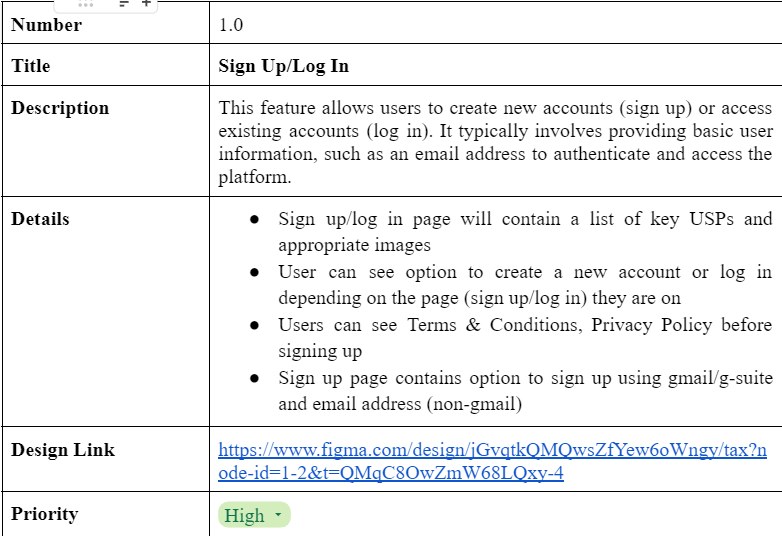 Number 1.0
Title Sign Up/Log In
Description This feature allows users to create new accounts (sign up) or access
existing accounts (log in). It typically involves providing basic user
information, such as an email address to authenticate and access the
platform.
Details ● Sign up/log in page will contain a list of key USPs and
appropriate images
● User can see option to create a new account or log in
depending on the page (sign up/log in) they are on
● Users can see Terms & Conditions, Privacy Policy before
signing up
● Sign up page contains option to sign up using gmail/g-suite
and email address (non-gmail)
Design Link https://www.figma.com/design/jGvqtkQMQwsZfYew6oWngy/tax?n
ode-id=1-2&t=QMqC8OwZmW68LQxy-4
Priority High